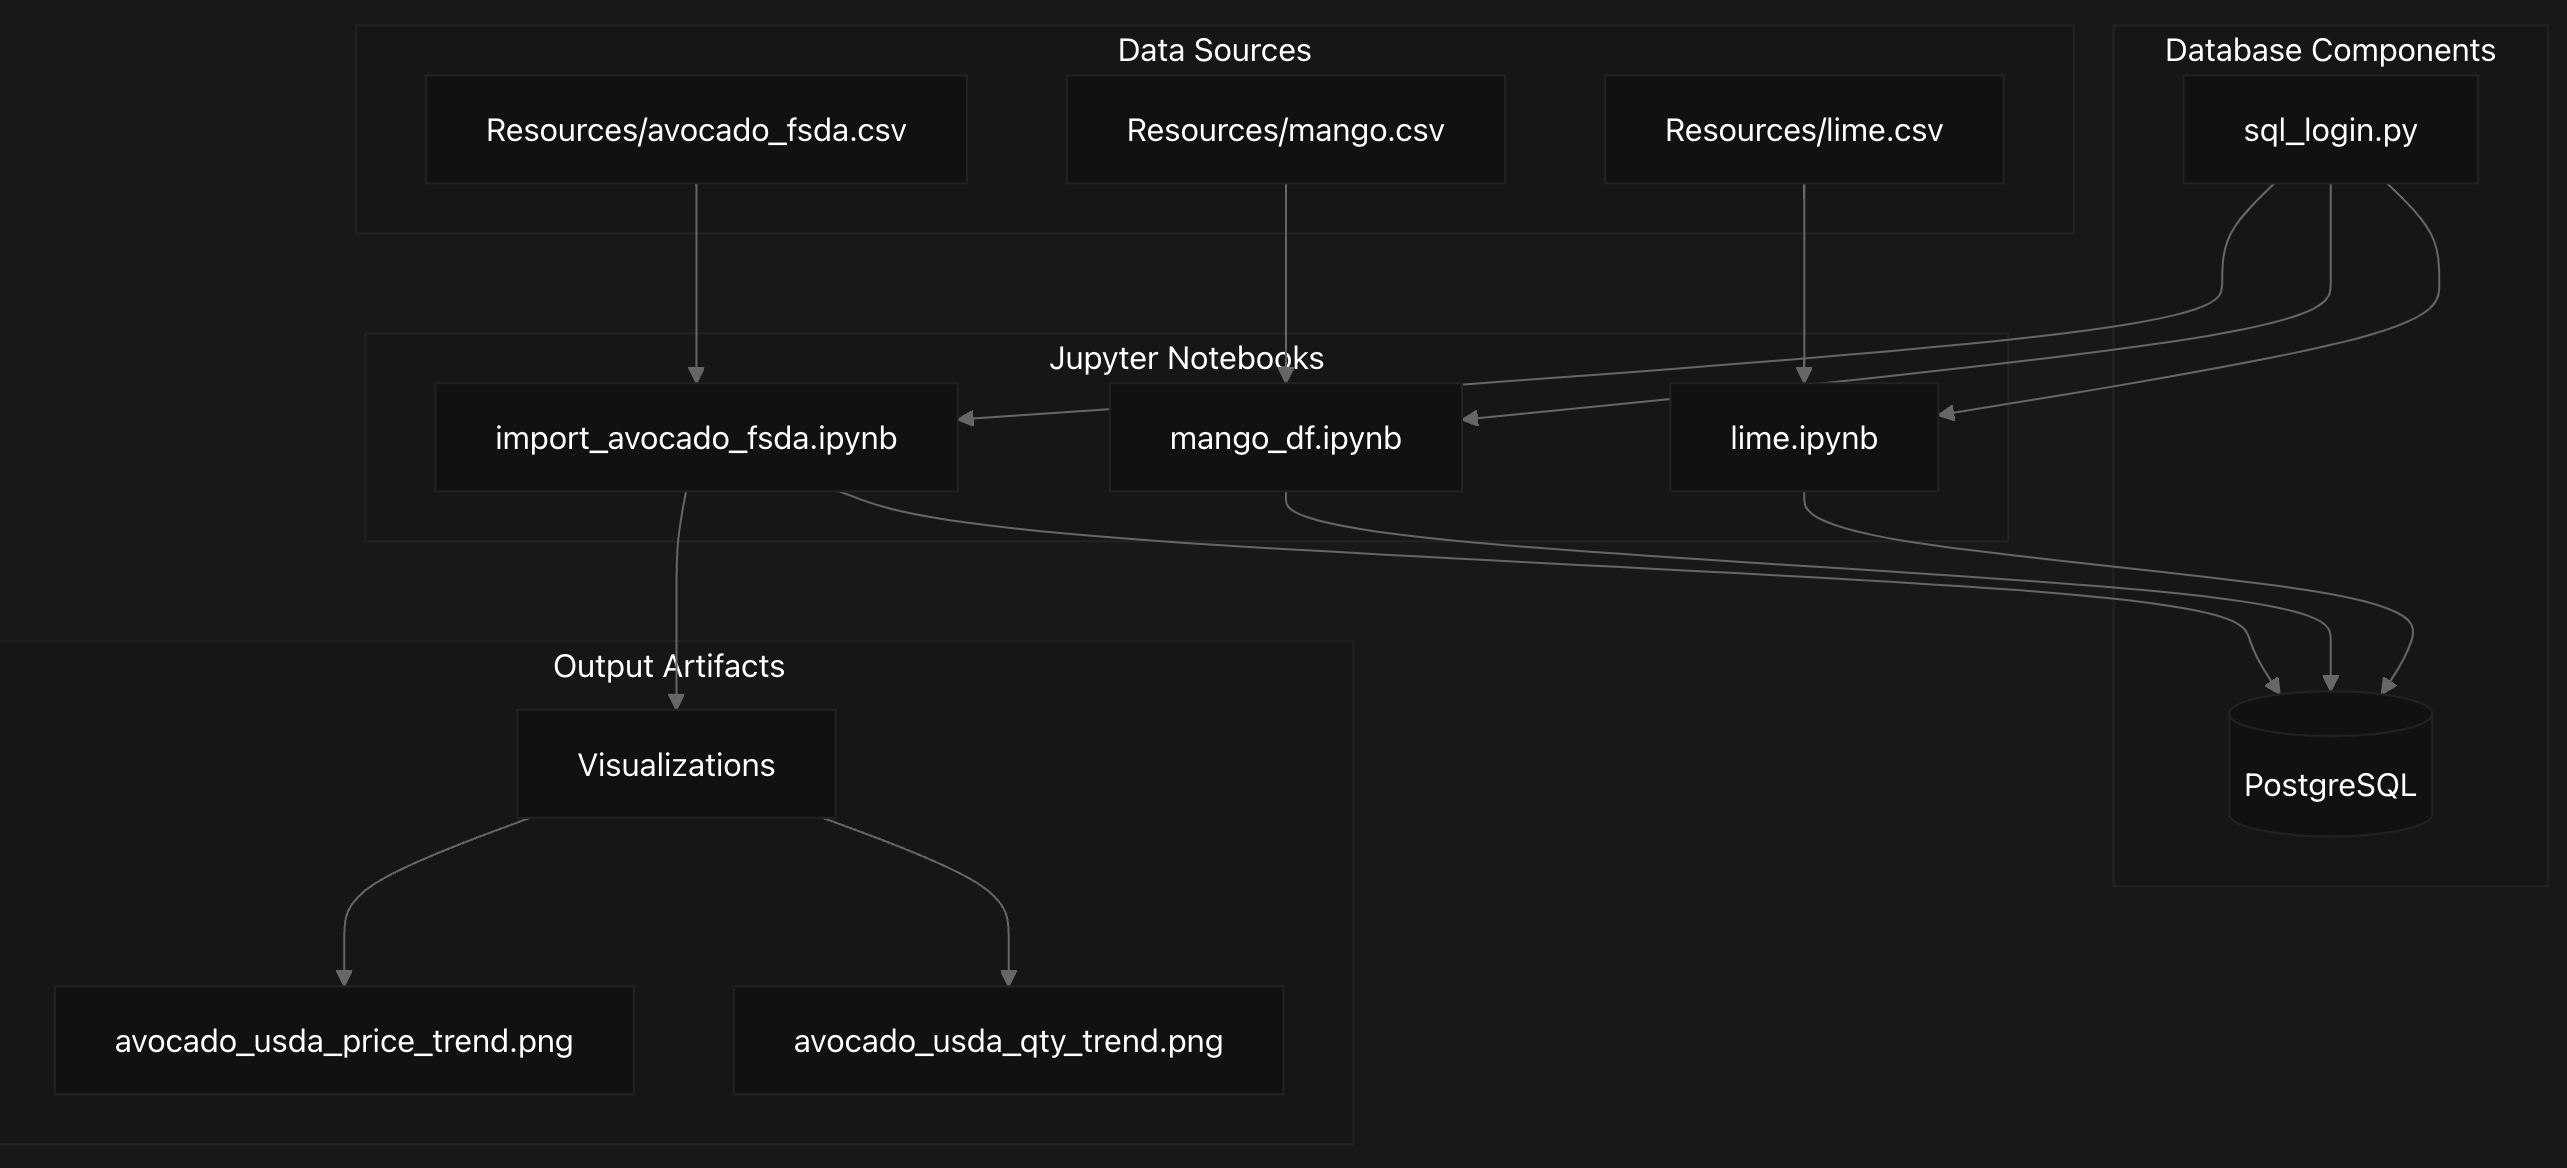 Data Sources
Database Components
Resources/avocado_fsda.csv
Resources/mango.csv
Resources/lime.csv
sql_login.py
Jupyter Notebooks
import_avocado_fsda.ipynb
mango_df.ipynb
lime.ipynb
Output Artifacts
Visualizations
PostgreSQL
avocado_usda_price_trend.png
avocado_usda_qty_trend.png